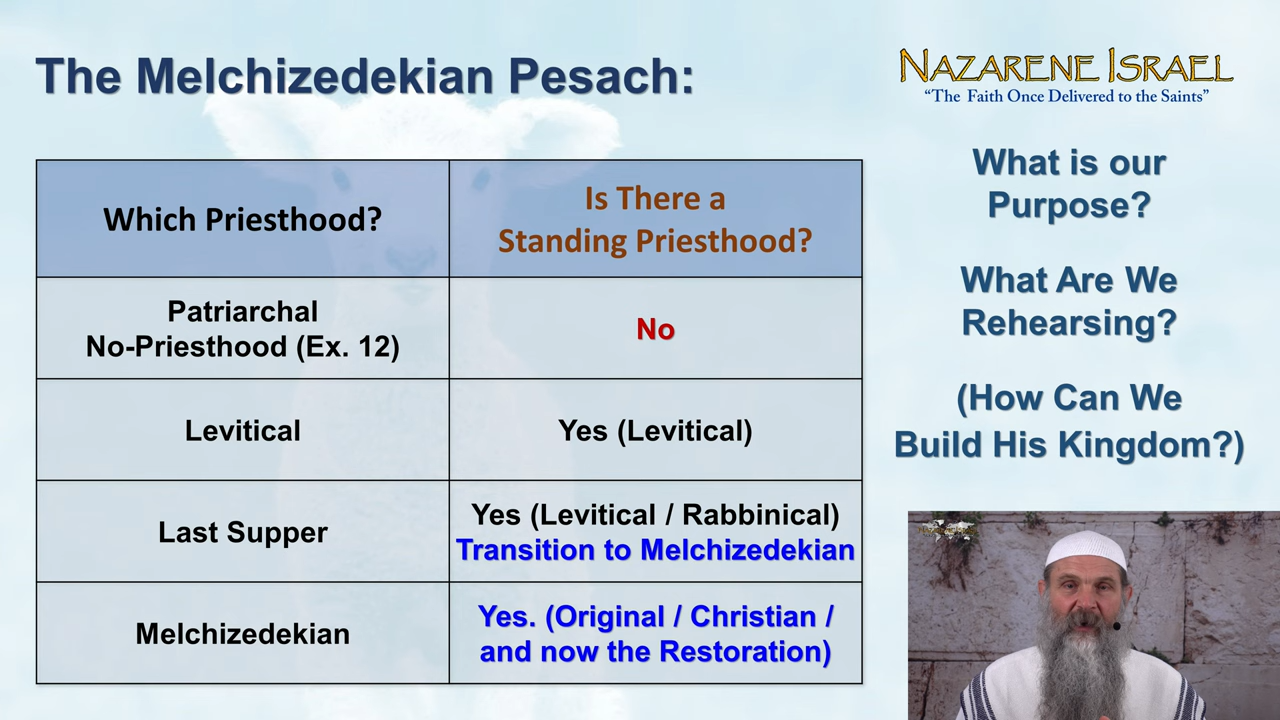 The Melchizedekian Pesach:
NAZARENE ISRAEL
“The Faith Once Delivered to the Saints”
Which Priesthood?
Is There a
Standing Priesthood?
Patriarchal
No-Priesthood (Ex. 12)
No
Levitical
Yes (Levitical)
Last Supper
Yes (Levitical / Rabbinical)
Transition to Melchizedekian
Melchizedekian
Yes. (Original / Christian /
and now the Restoration)
What is our
Purpose?
What Are We
Rehearsing?
(How Can We
Build His Kingdom?)